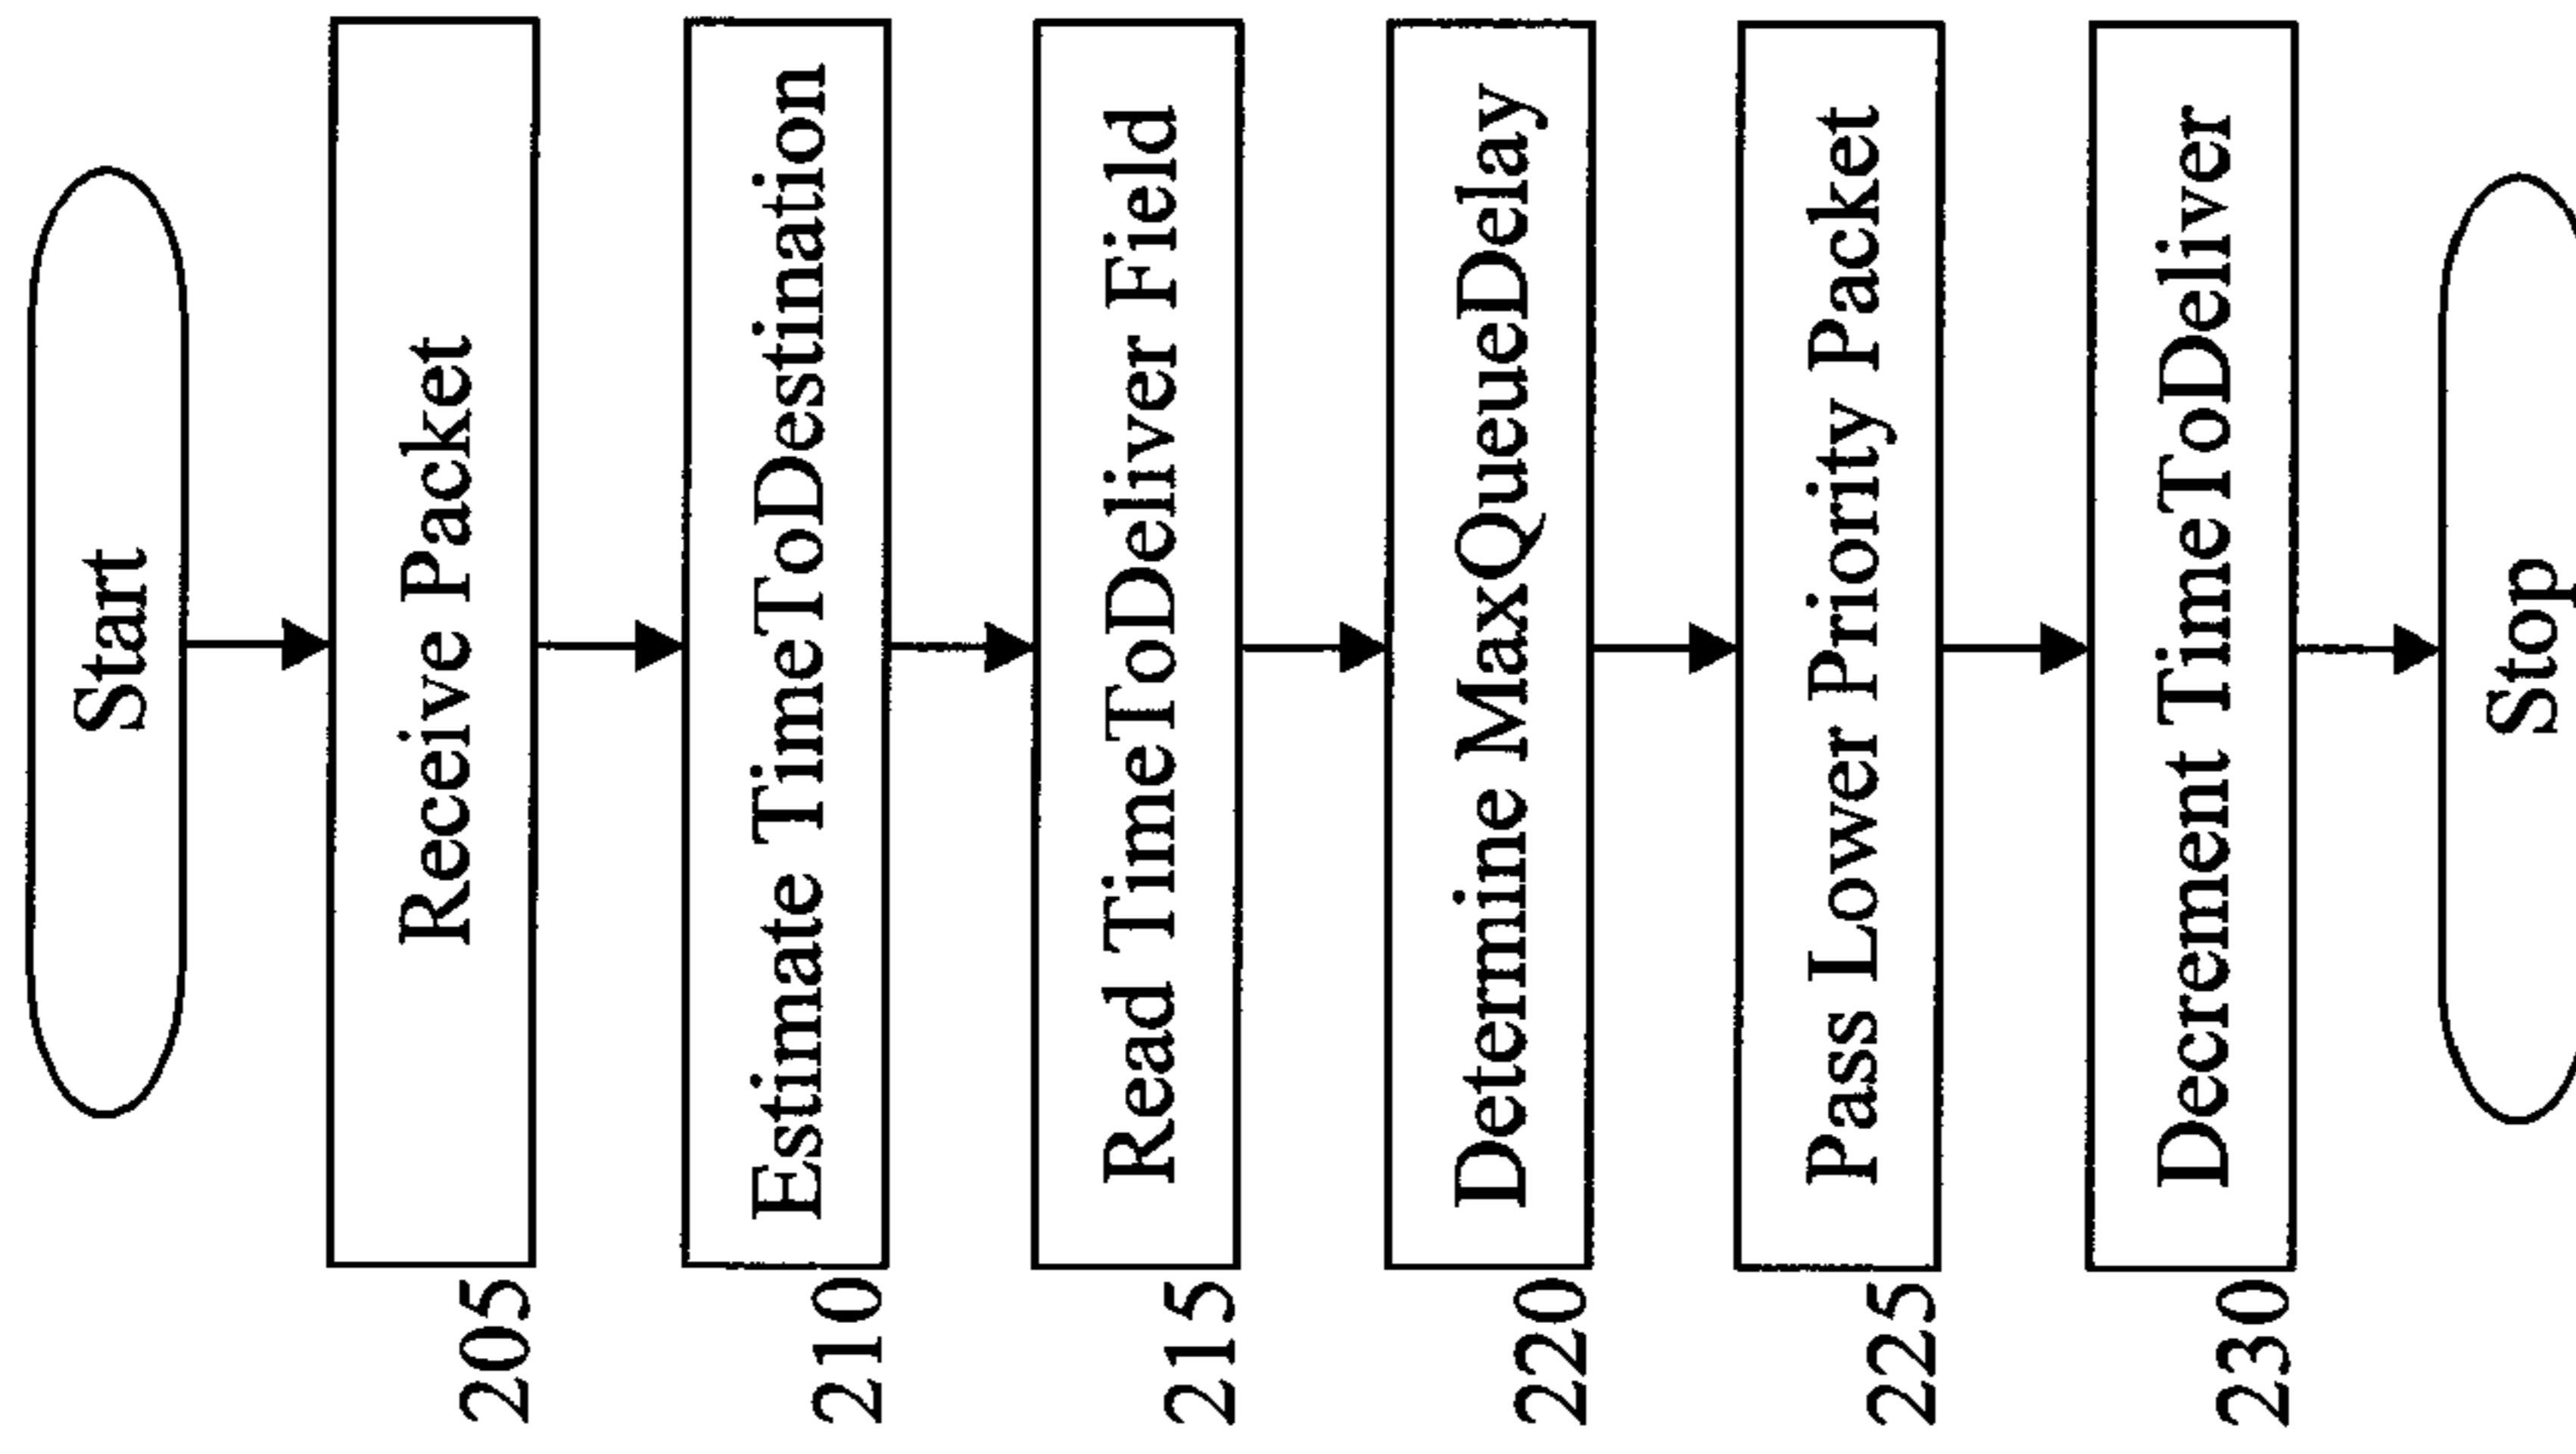 Start
205 Receive Packet
210 Estimate TimeToDestination
215 Read TimeToDeliver Field
220 Determine MaxQueueDelay
225 Pass Lower Priority Packet
230 Decrement TimeToDeliver
Stop